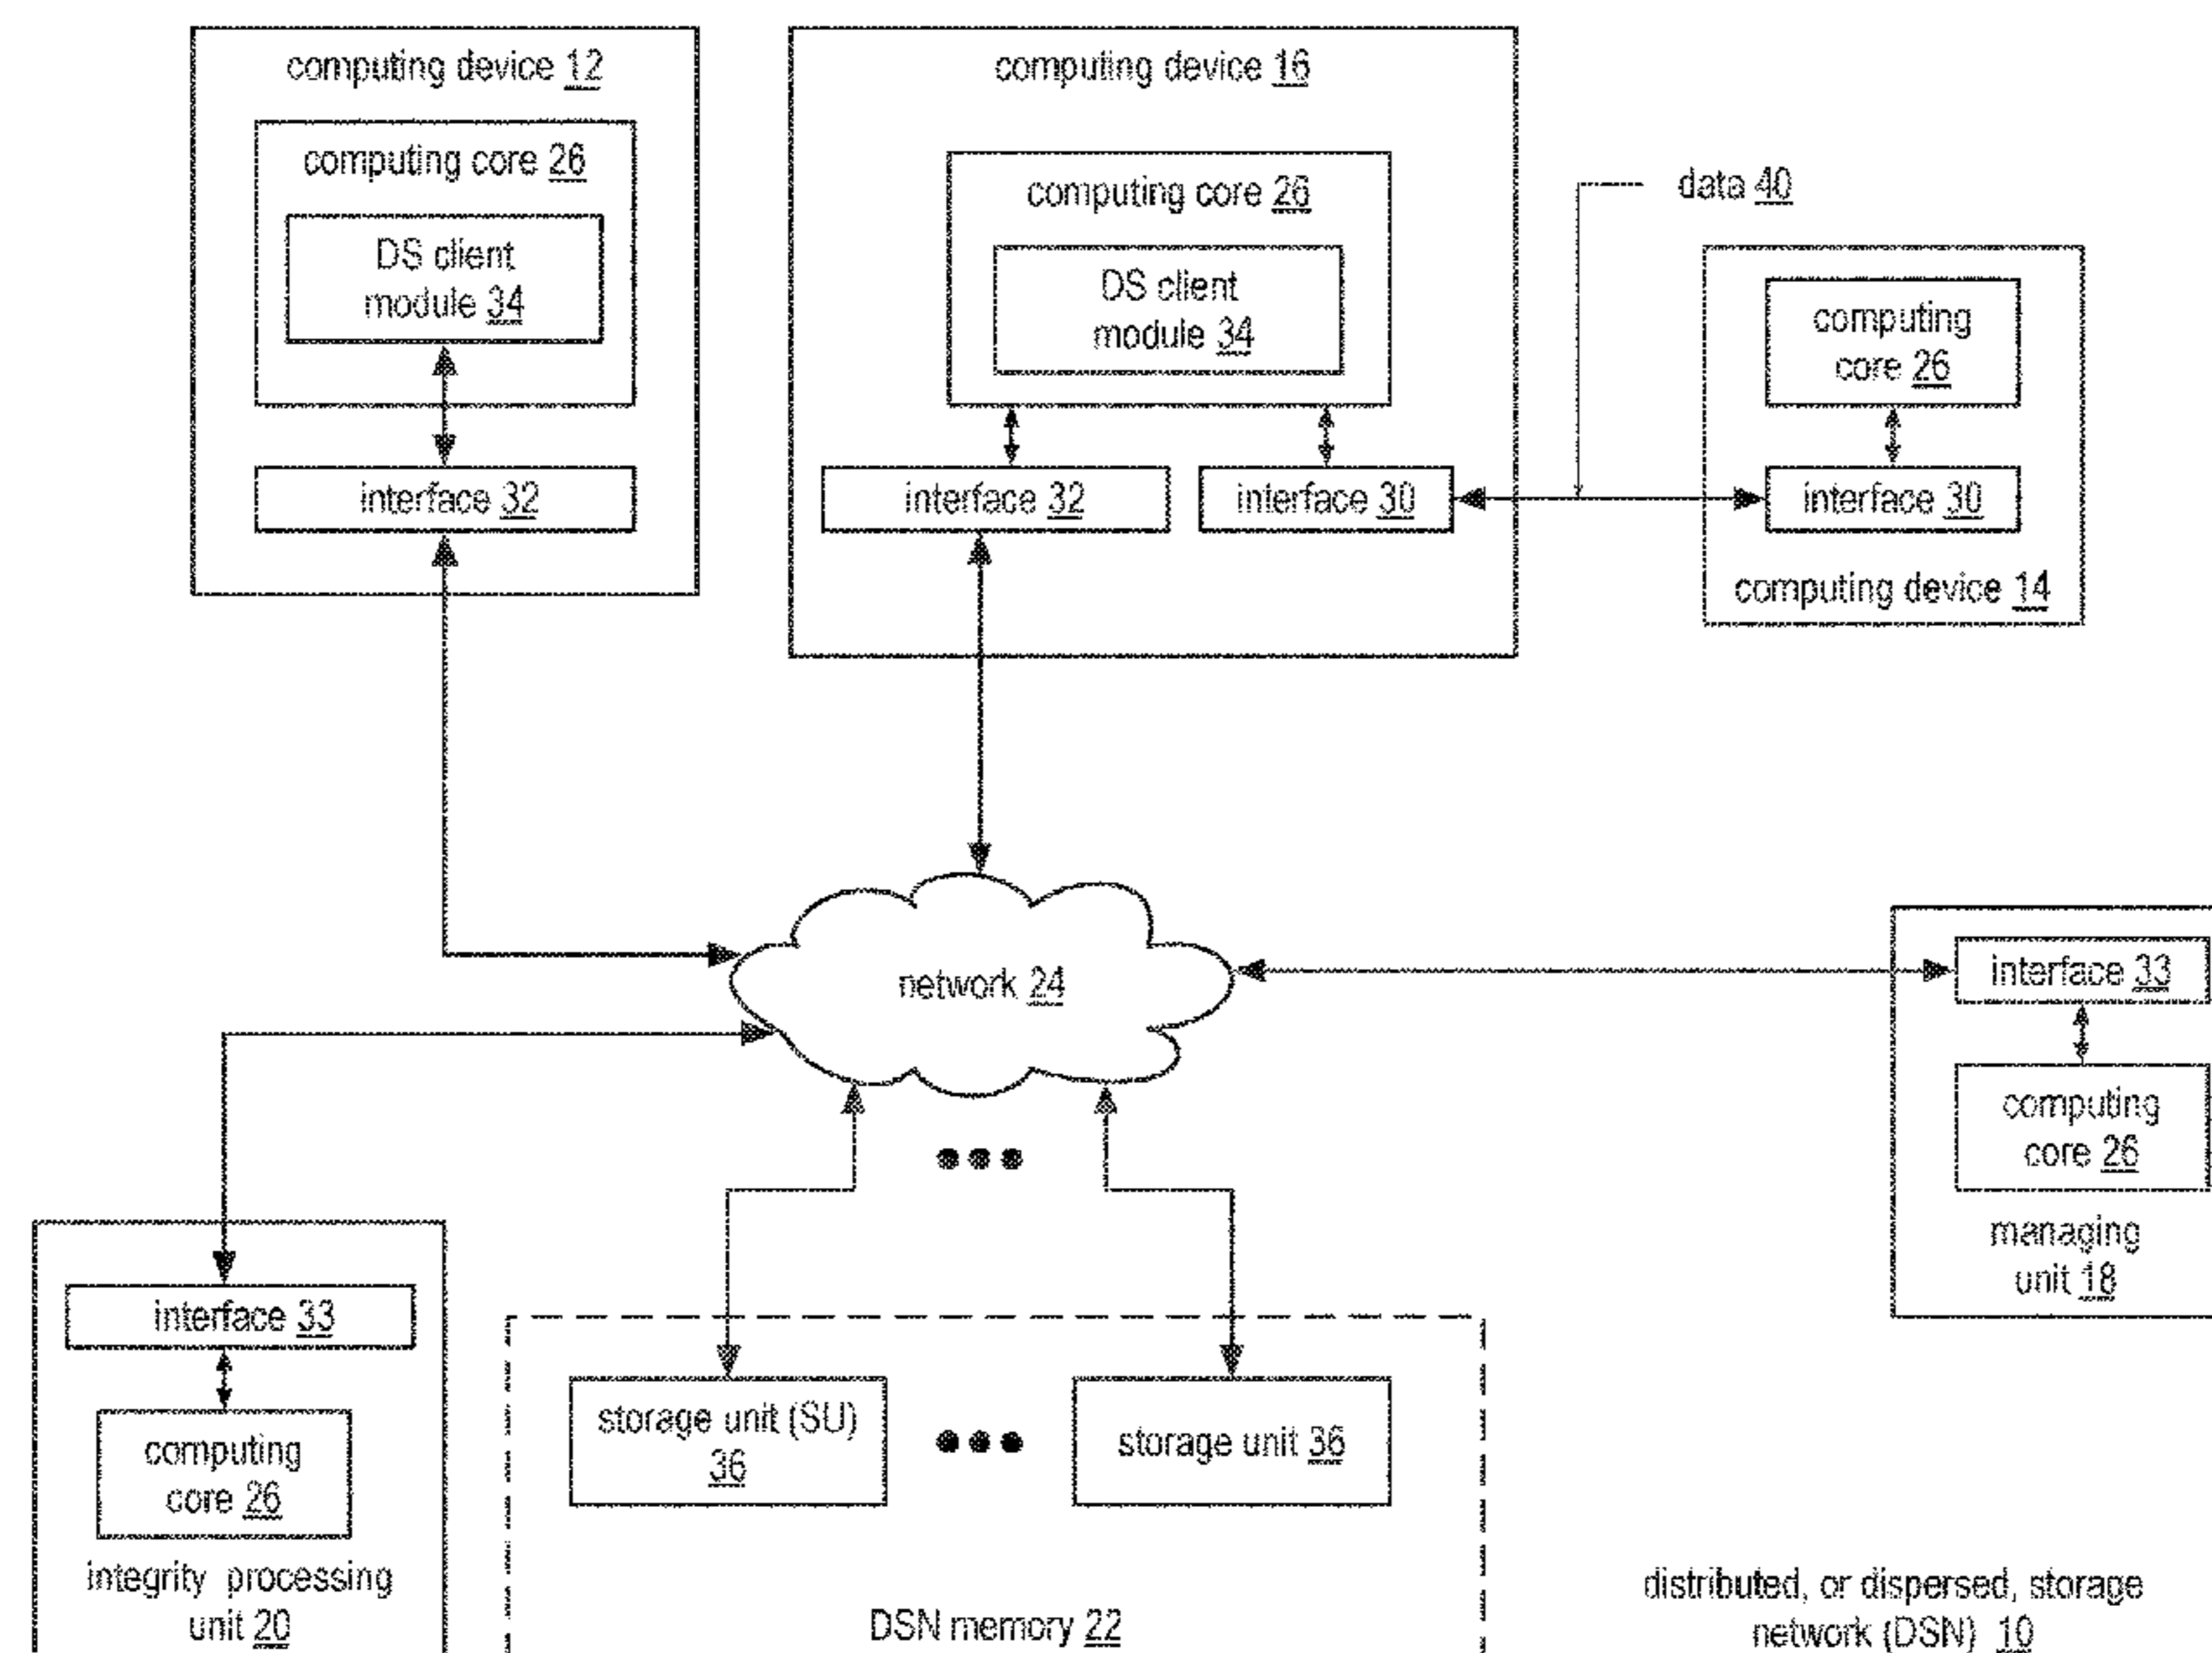 computing device 12
computing core 26
DS client
module 34
interface 32
computing device 16
computing core 26
DS client
module 34
interface 32
interface 30
data 40
computing
core 26
interface 30
computing device 14
network 24
interface 33
computing
core 26
managing
unit 18
interface 33
computing
core 26
integrity processing
unit 20
storage unit (SU)
36
storage unit 36
DSN memory 22
distributed, or dispersed, storage
network (DSN) 10